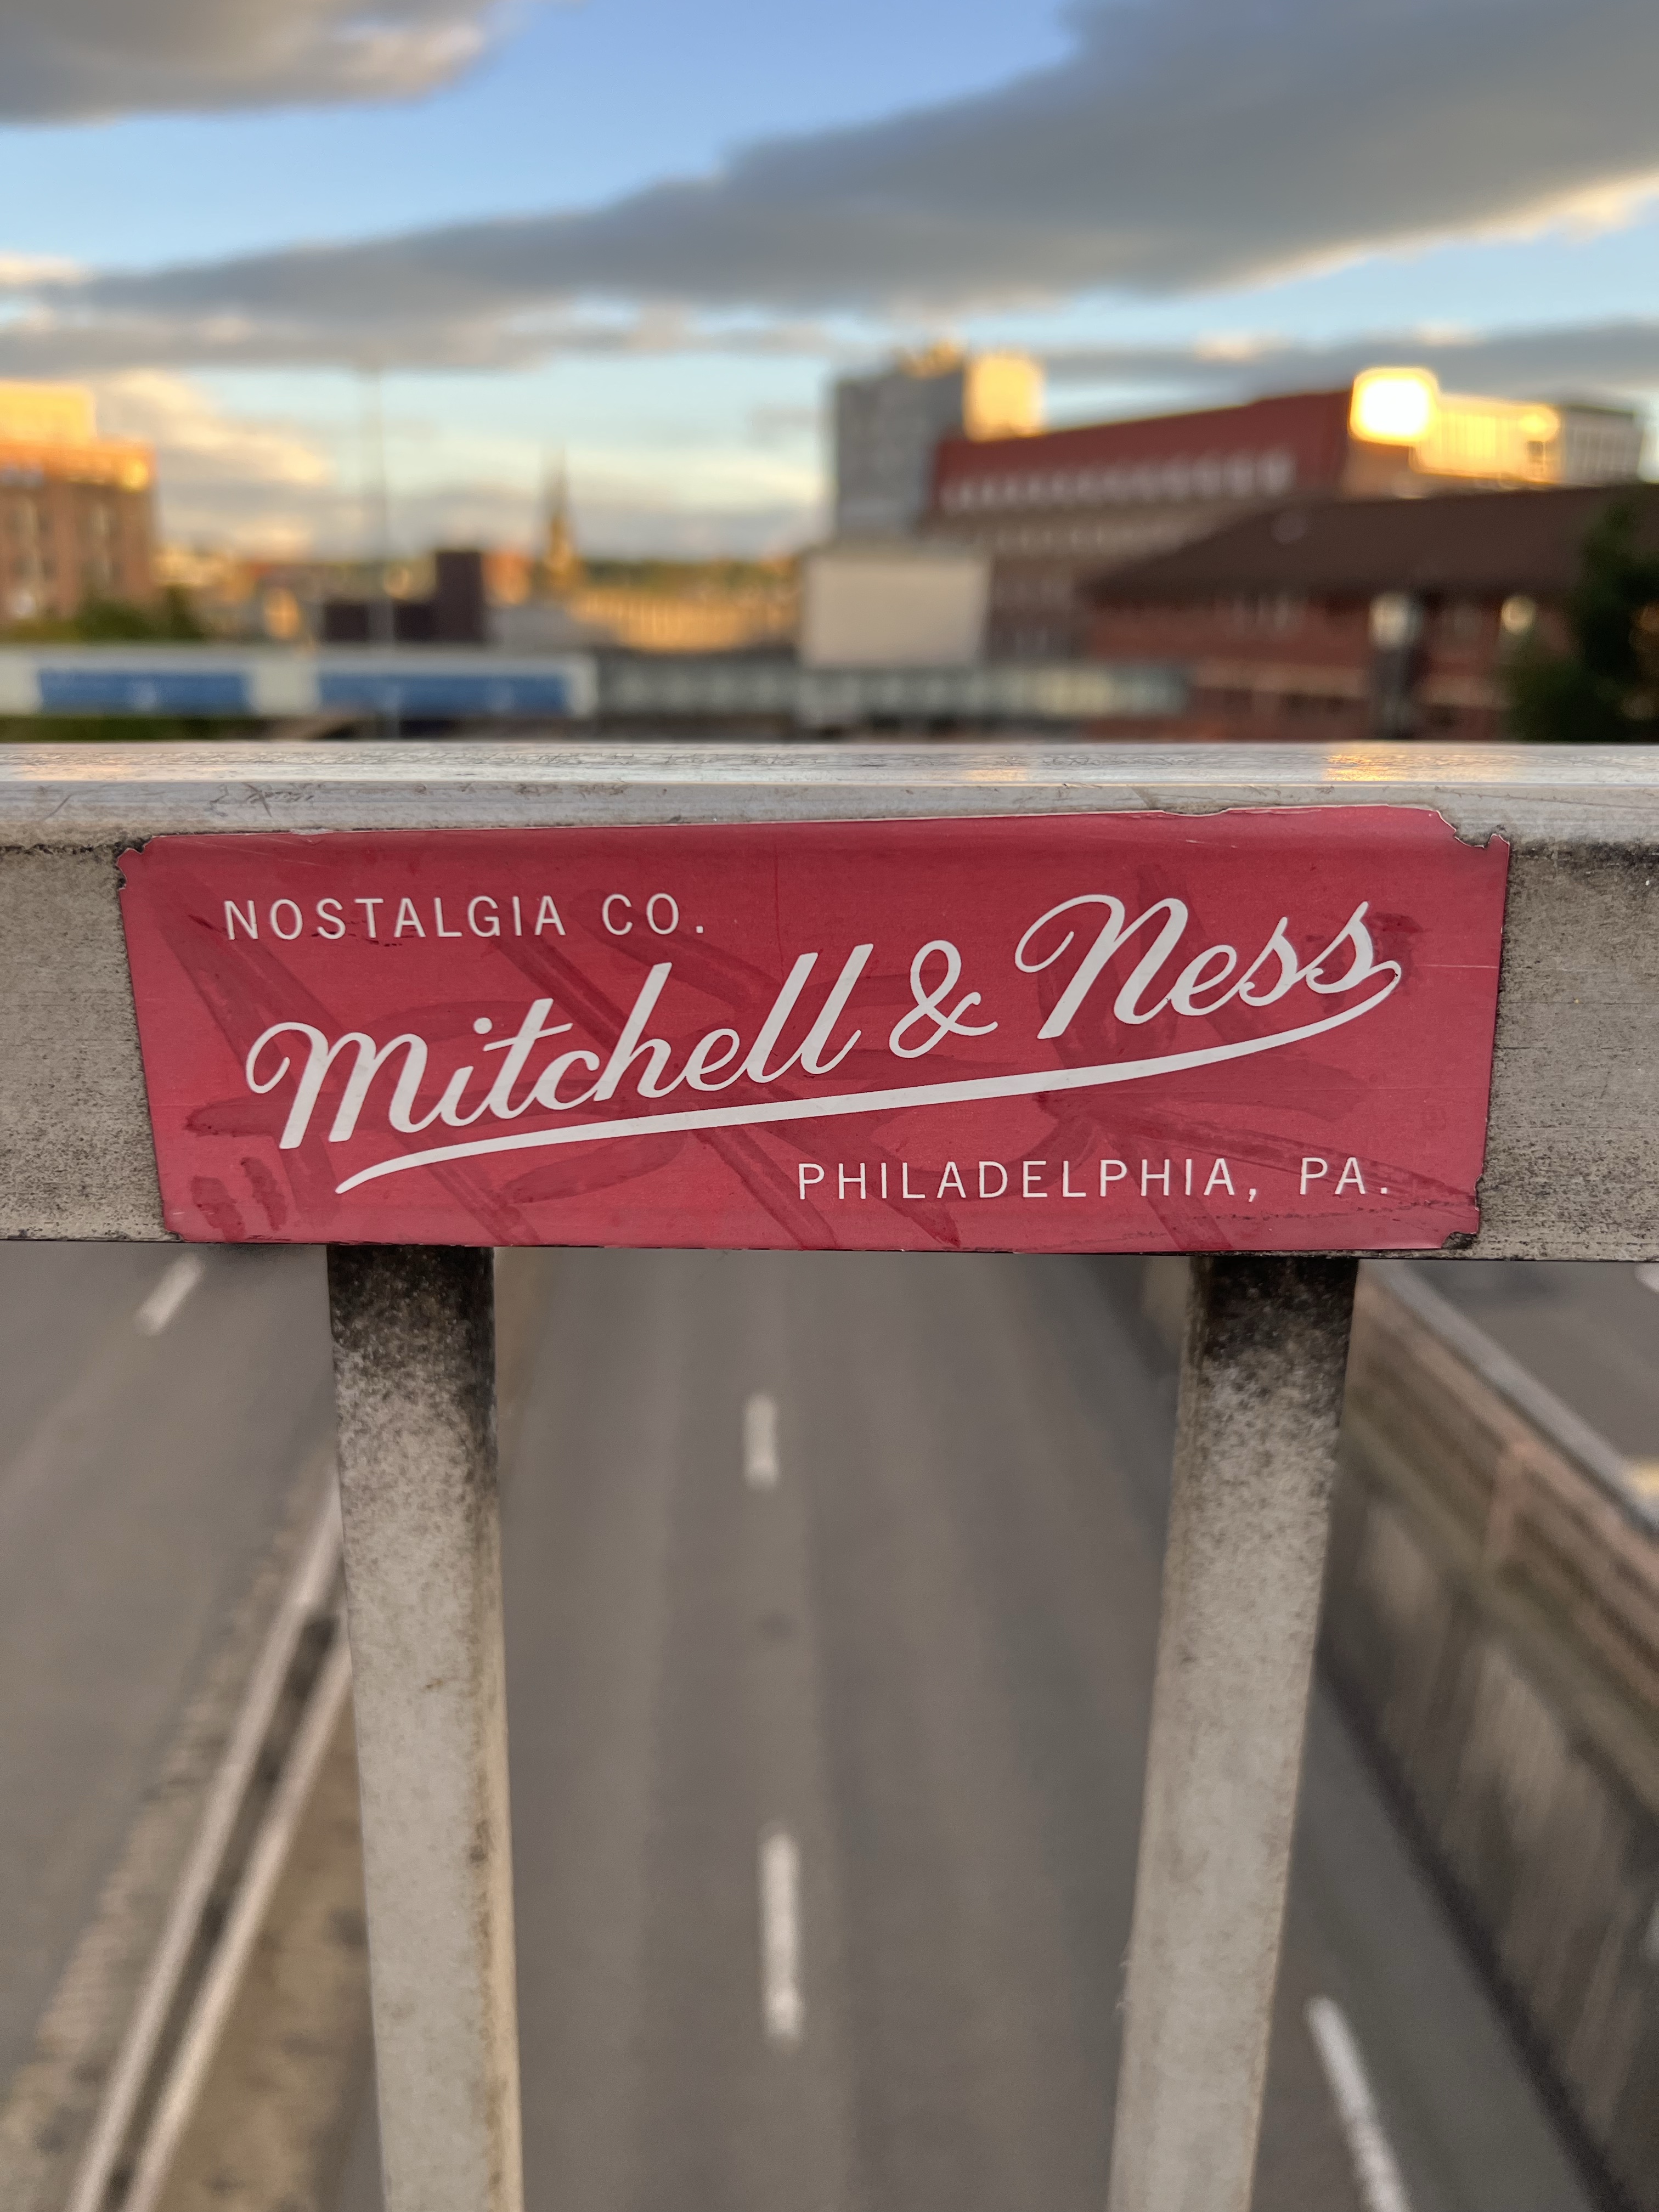 NOSTALGIA CO.
Mitchell & Ness
PHILADELPHIA, PA.